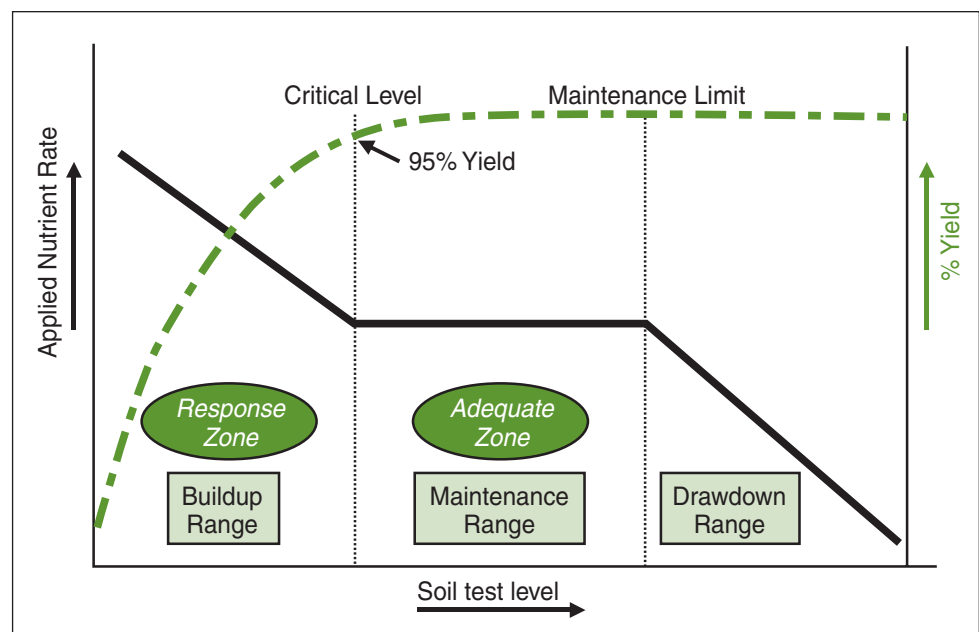 Critical Level
Maintenance Limit
95% Yield
Applied Nutrient Rate
% Yield
Response
Zone
Adequate
Zone
Buildup
Range
Maintenance
Range
Drawdown
Range
Soil test level